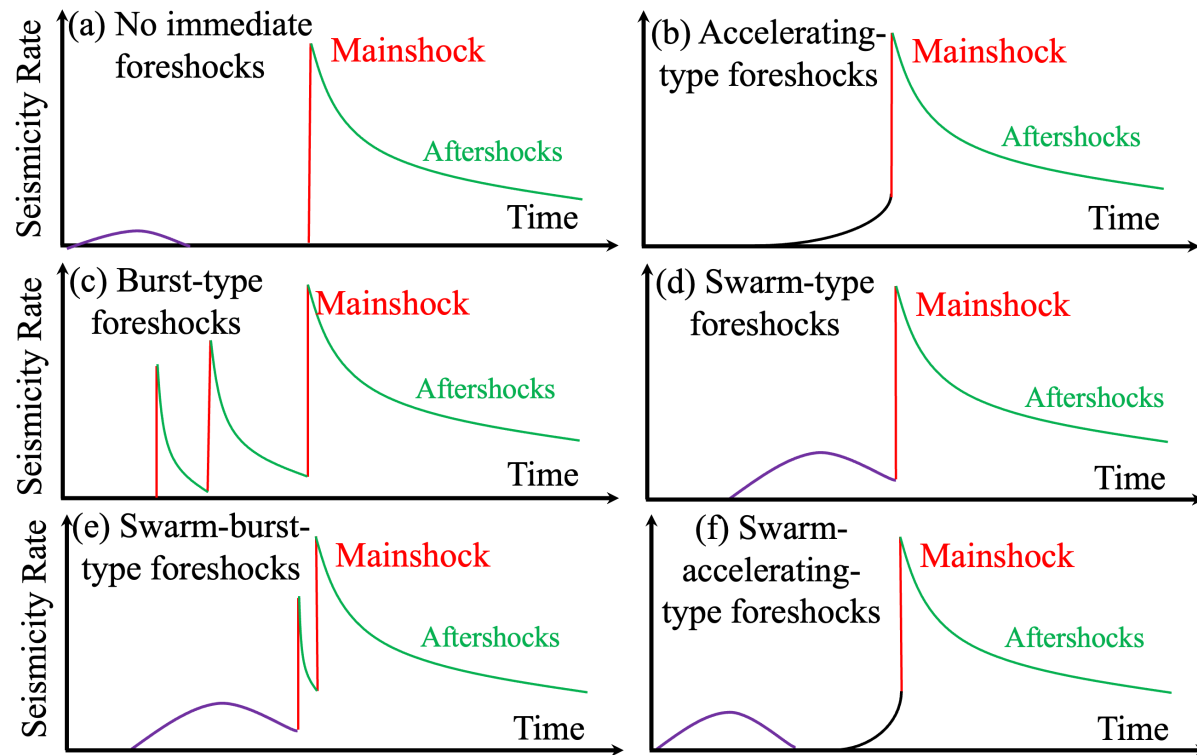 (a) No immediate
foreshocks
Mainshock
Aftershocks
Time
Seismicity Rate
(b) Accelerating-
type foreshocks
Mainshock
Aftershocks
Time
(c) Burst-type
foreshocks
Mainshock
Aftershocks
Time
Seismicity Rate
(d) Swarm-type
foreshocks
Mainshock
Aftershocks
Time
(e) Swarm-burst-
type foreshocks
Mainshock
Aftershocks
Time
Seismicity Rate
(f) Swarm-
accelerating-
type foreshocks
Mainshock
Aftershocks
Time